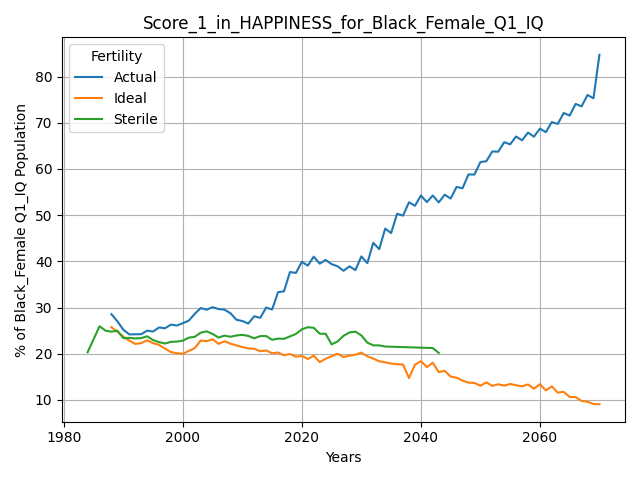 Score_1_in_HAPPINESS_for_Black_Female_Q1_IQ
Fertility
Actual
Ideal
Sterile
% of Black_Female Q1_IQ Population
80
70
60
50
40
30
20
10
1980 2000 2020 2040 2060
Years